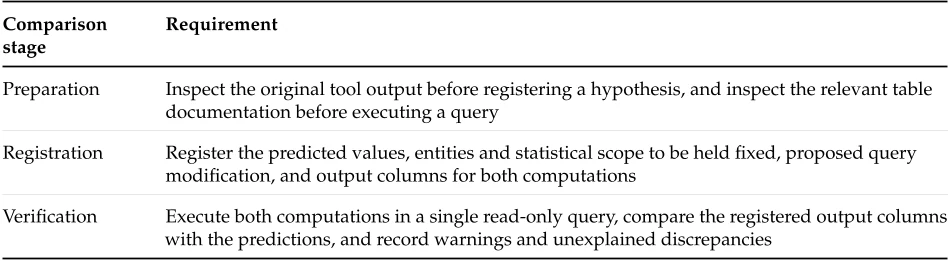 Comparison stage Requirement
Preparation Inspect the original tool output before registering a hypothesis, and inspect the relevant table
documentation before executing a query
Registration Register the predicted values, entities and statistical scope to be held fixed, proposed query
modification, and output columns for both computations
Verification Execute both computations in a single read-only query, compare the registered output columns
with the predictions, and record warnings and unexplained discrepancies